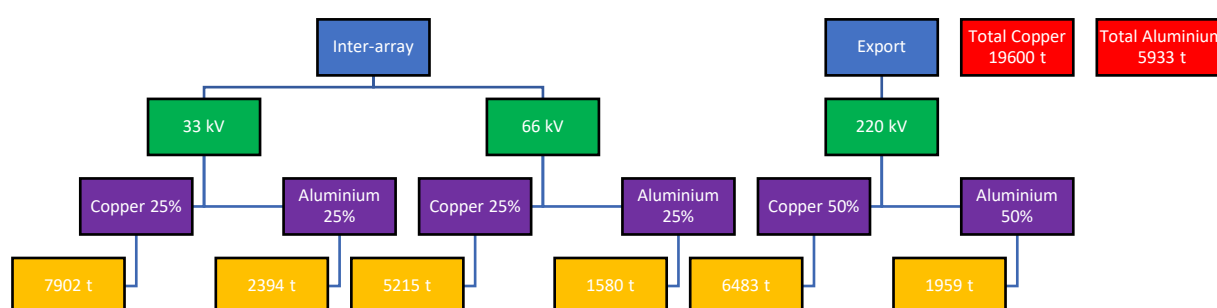 Inter-array
Export
Total Copper
19600 t
Total Aluminium
5933 t
33 kV
66 kV
220 kV
Copper 25%
Aluminium
25%
Copper 25%
Aluminium
25%
Copper 50%
Aluminium
50%
7902 t
2394 t
5215 t
1580 t
6483 t
1959 t